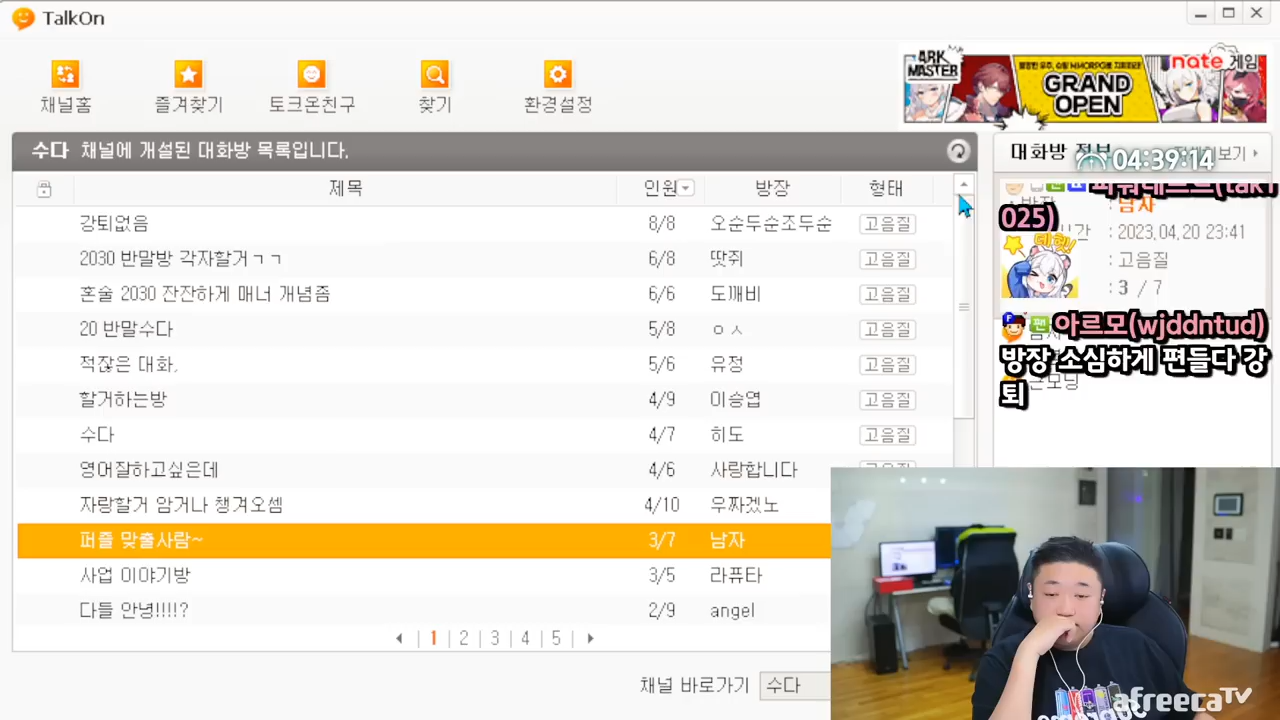 TalkOn
채널홈
즐겨찾기
토크온친구
찾기
환경설정
ARK MASTER
GRAND OPEN
nate 게임
수다 채널에 개설된 대화방 목록입니다.
제목 인원 방장 형태
강퇴없음 8/8 오순두순조두순 고음질
2030 반말방 각자할거ㄱㄱ 6/8 땃쥐 고음질
혼술 2030 잔잔하게 매너 개념좀 6/6 도깨비 고음질
20 반말수다 5/8 ㅇㅅ 고음질
적잖은 대화. 5/6 유정 고음질
할거하는방 4/9 이승엽 고음질
수다 4/7 히도 고음질
영어잘하고싶은데 4/6 사랑합니다
자랑할거 암거나 챙겨오셈 4/10 우짜겠노
퍼즐 맞출사람~ 3/7 남자
사업 이야기방 3/5 라퓨타
다들 안녕!!!!? 2/9 angel
1 2 3 4 5
채널 바로가기 수다
대화방 정보
04:39:14
025)
남자
데헷!
: 2023.04.20 23:41
: 고음질
: 3 / 7
F 팬 아르모(wjddntud)
방장 소심하게 편들다 강
퇴
afreecaTV